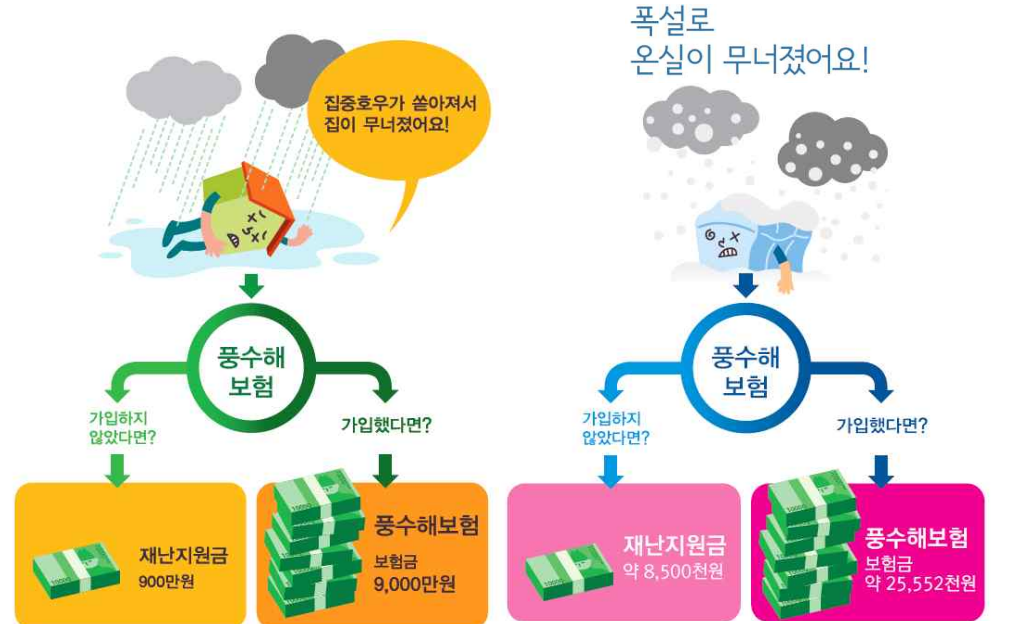 집중호우가 쏟아져서
집이 무너졌어요!
풍수해
보험
가입하지
않았다면?
가입했다면?
재난지원금
900만원
풍수해보험
보험금
9,000만원
폭설로
온실이 무너졌어요!
풍수해
보험
가입하지
않았다면?
가입했다면?
재난지원금
약 8,500천원
풍수해보험
보험금
약 25,552천원